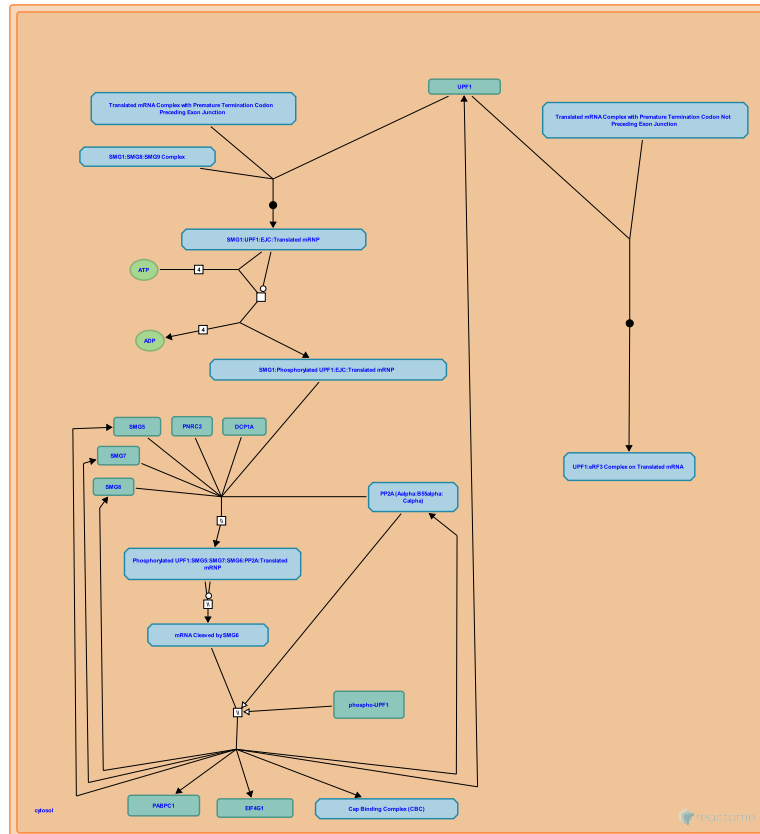 UPF1
Translated mRNA Complex with Premature Termination Codon
Preceding Exon Junction
Translated mRNA Complex with Premature Termination Codon Not
Preceding Exon Junction
SMG1:SMG8:SMG9 Complex
SMG1:UPF1:EJC:Translated mRNP
ATP
4
4
ADP
SMG1:Phosphorylated UPF1:EJC:Translated mRNP
SMG5
PNRC2
DCP1A
SMG7
UPF1:eRF3 Complex on Translated mRNA
SMG6
PP2A (Aalpha:B55alpha:
Calpha)
\\
Phosphorylated UPF1:SMG5:SMG7:SMG6:PP2A:Translated
mRNP
\\
mRNA Cleaved by SMG6
phospho-UPF1
\\
PABPC1
EIF4G1
Cap Binding Complex (CBC)
cytosol
reactome